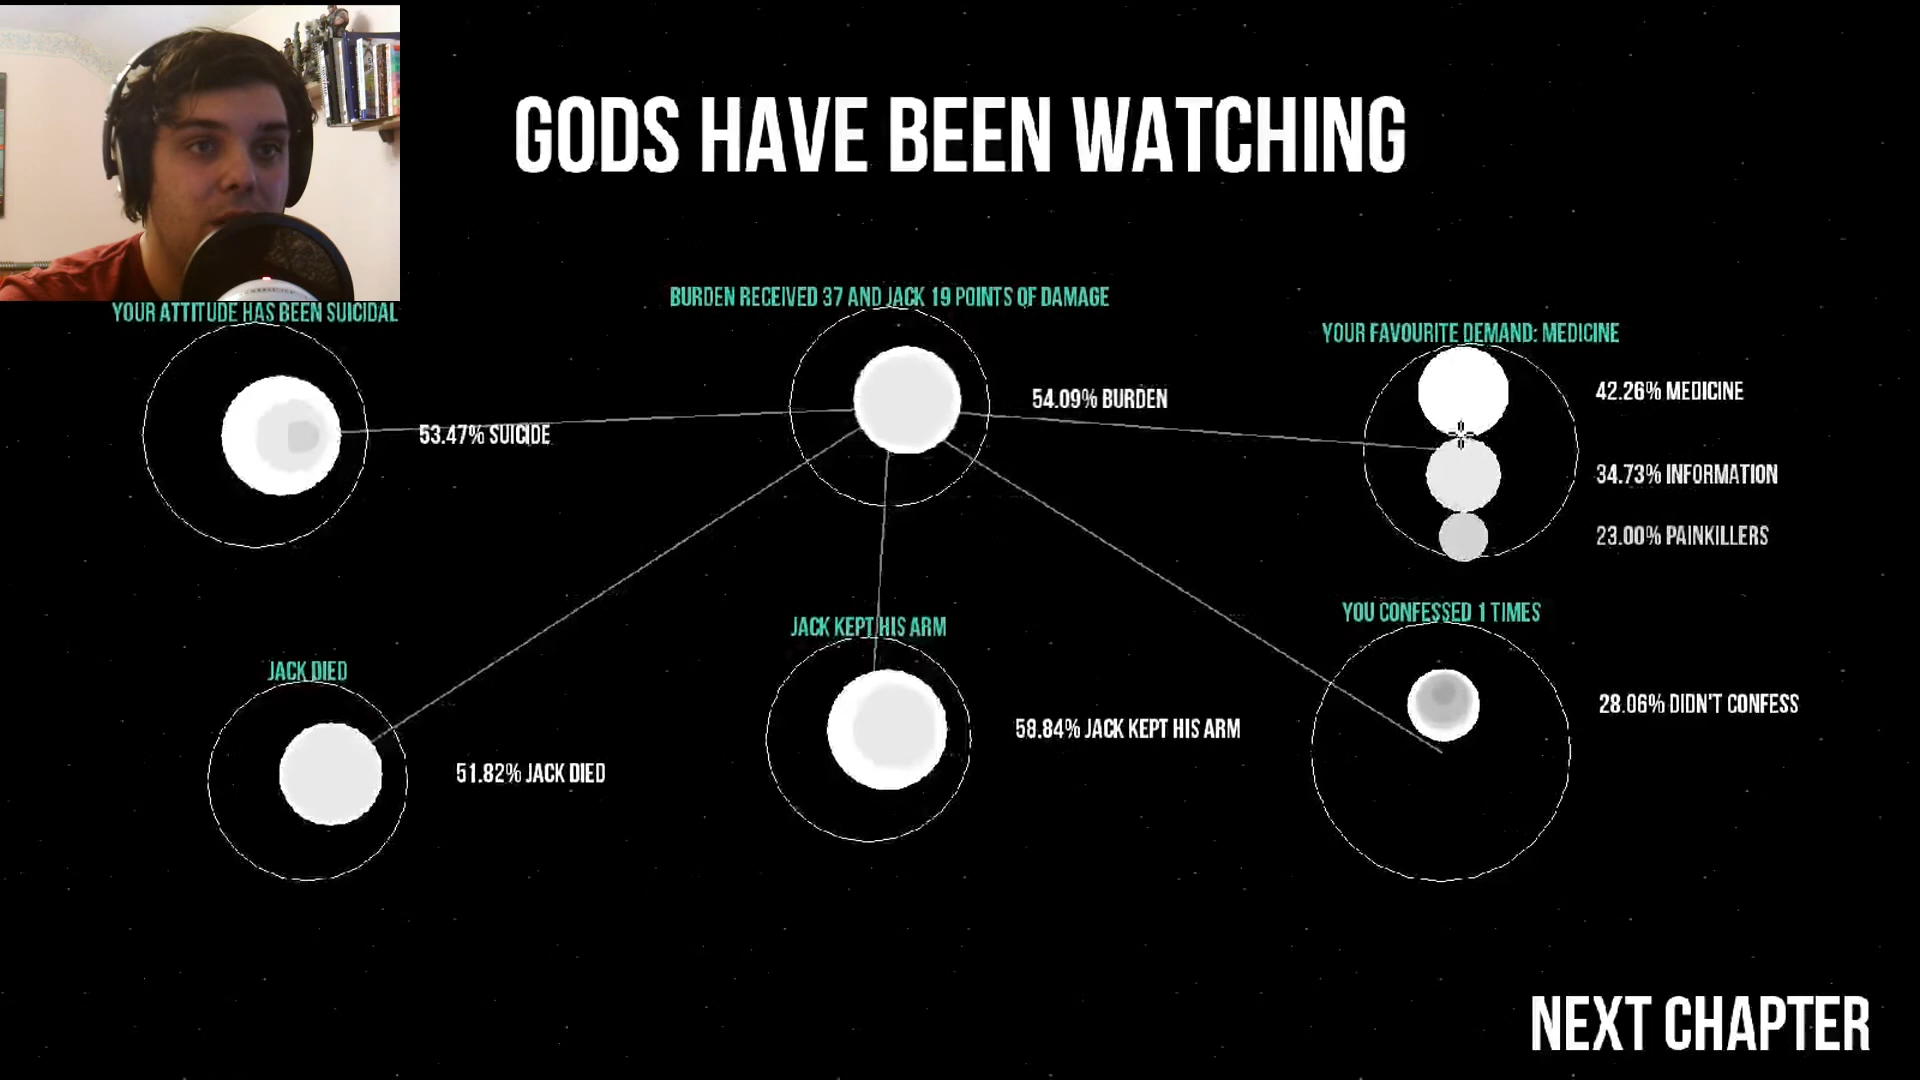 GODS HAVE BEEN WATCHING
YOUR ATTITUDE HAS BEEN SUICIDAL
53.47% SUICIDE
BURDEN RECEIVED 37 AND JACK 19 POINTS OF DAMAGE
54.09% BURDEN
YOUR FAVOURITE DEMAND: MEDICINE
42.26% MEDICINE
34.73% INFORMATION
23.00% PAINKILLERS
JACK DIED
51.82% JACK DIED
JACK KEPT HIS ARM
58.84% JACK KEPT HIS ARM
YOU CONFESSED 1 TIMES
28.06% DIDN'T CONFESS
NEXT CHAPTER